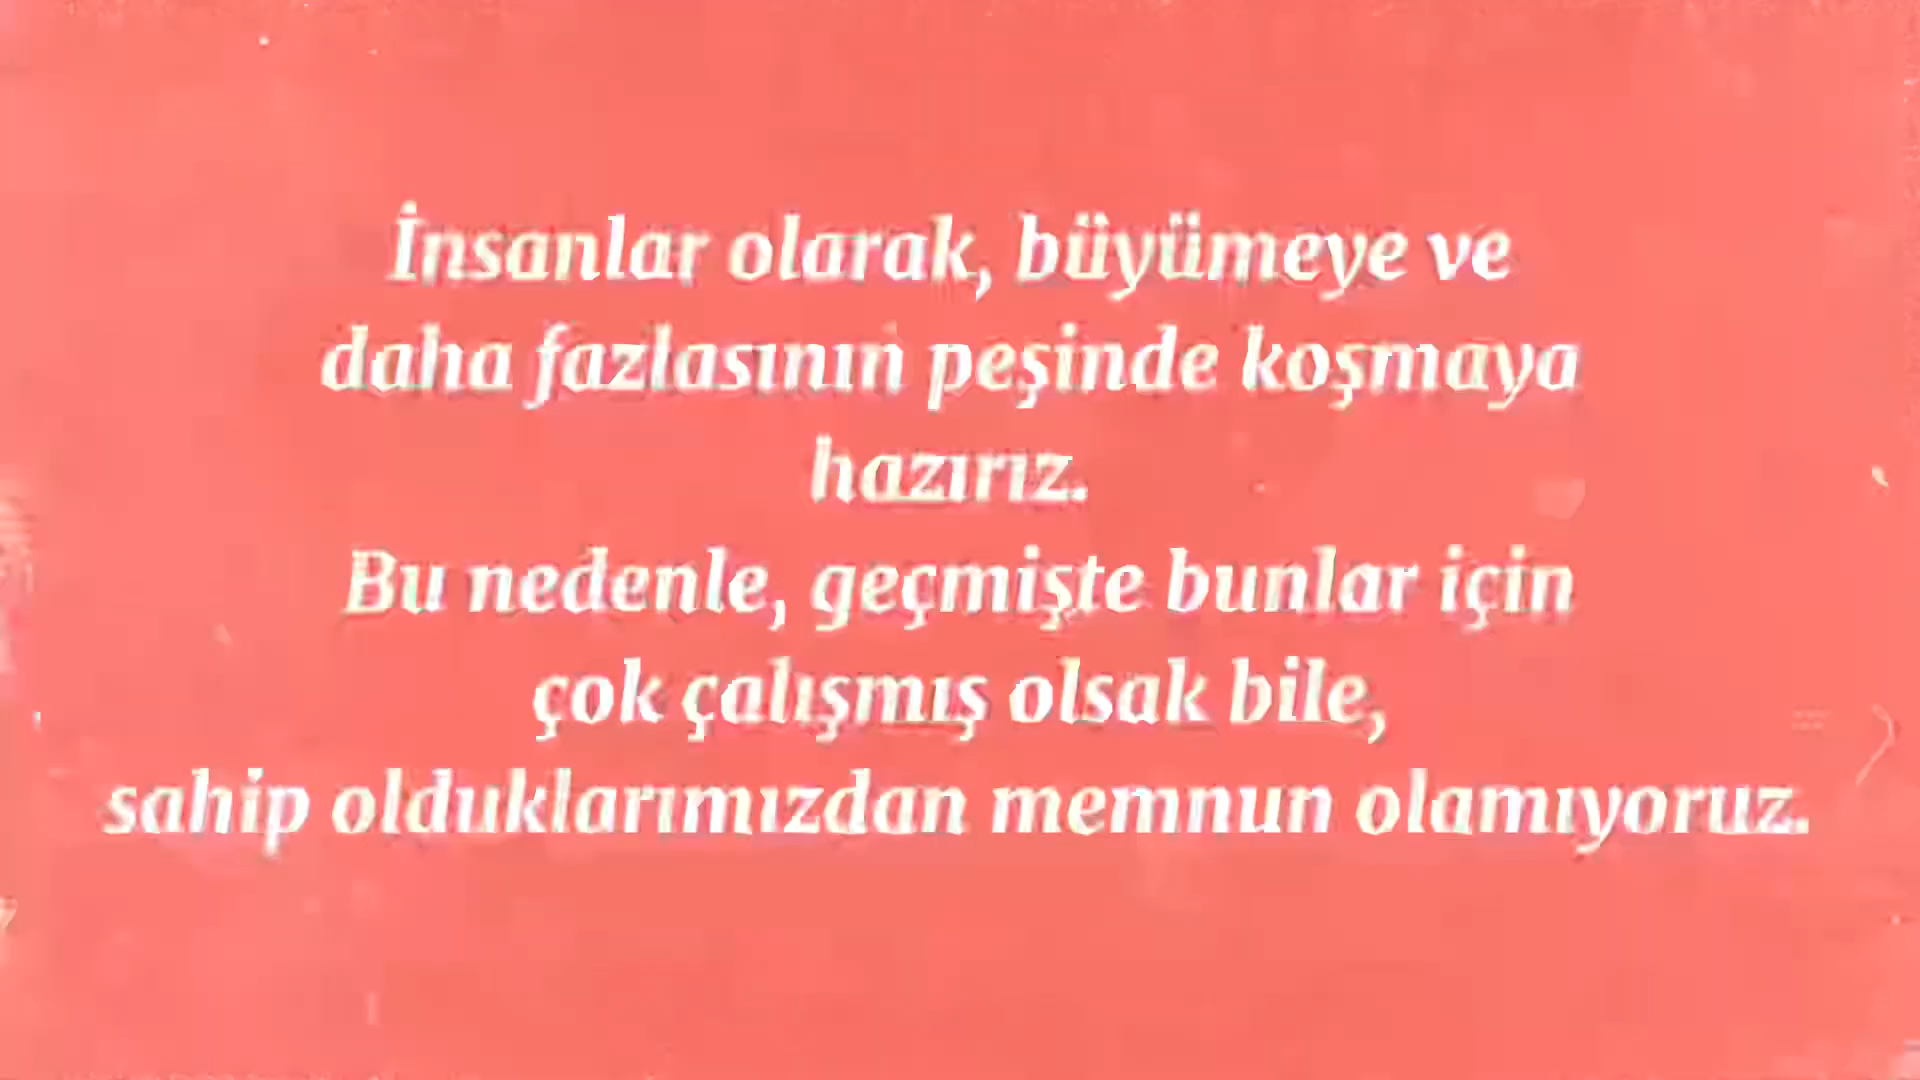 İnsanlar olarak, büyümeye ve
daha fazlasının peşinde koşmaya
hazırız.
Bu nedenle, geçmişte bunlar için
çok çalışmış olsak bile,
sahip olduklarımızdan memnun olamıyoruz.